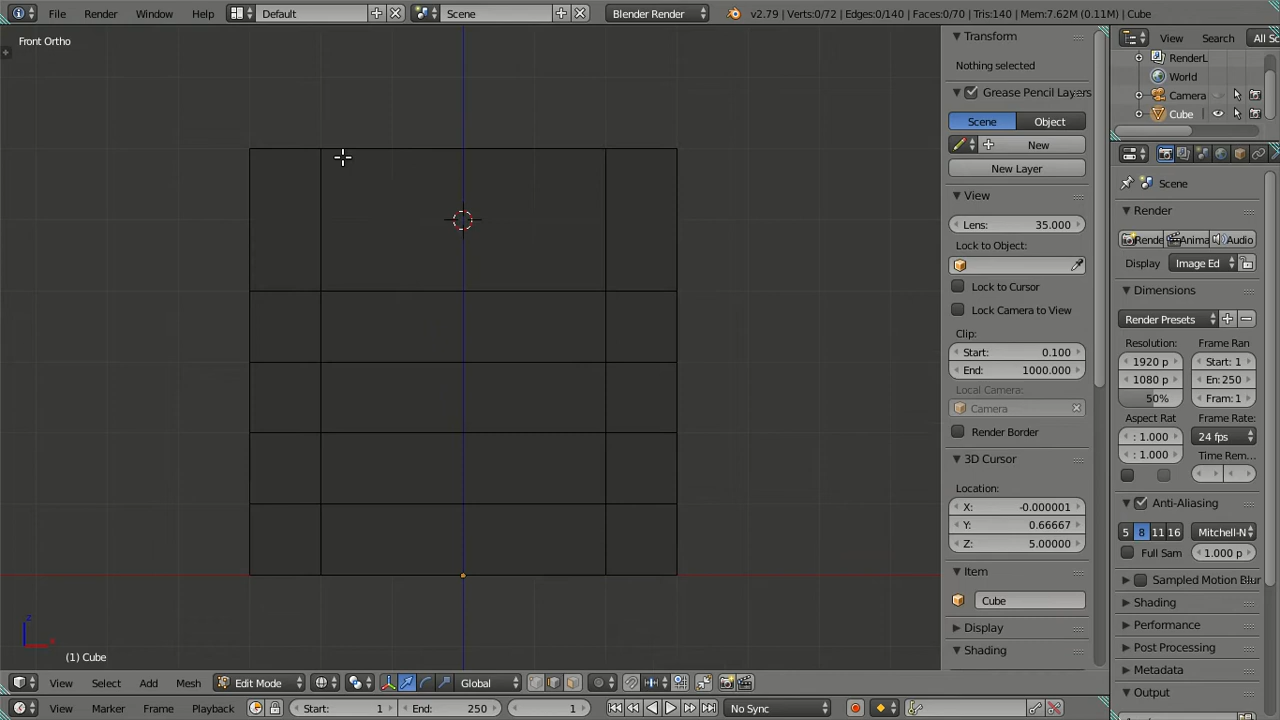 File Render Window Help Default Scene Blender Render v2.79 | Verts:0/72 | Edges:0/140 | Faces:0/70 | Tris:140 | Mem:7.62M (0.11M) | Cube
Front Ortho
Transform
Nothing selected
Grease Pencil Layers
Scene Object
New
New Layer
View
Lens: 35.000
Lock to Object:
Lock to Cursor
Lock Camera to View
Clip:
Start: 0.100
End: 1000.000
Local Camera:
Camera
Render Border
3D Cursor
Location:
X: -0.000001
Y: 0.66667
Z: 5.00000
Item
Cube
Display
Shading
View Search All Sc
RenderL
World
Camera
Cube
Scene
Render
Rende Anima Audio
Display Image Ed
Dimensions
Render Presets
Resolution: Frame Ran
1920 p Start: 1
1080 p En: 250
50% Fram: 1
Aspect Rat Frame Rate:
: 1.000 24 fps
: 1.000 Time Rem...
Anti-Aliasing
5 8 11 16 Mitchell-N
Full Sam 1.000 p
Sampled Motion Blur
Shading
Performance
Post Processing
Metadata
Output
z
x
(1) Cube
View Select Add Mesh Edit Mode Global
View Marker Frame Playback Start: 1 End: 250 1 No Sync